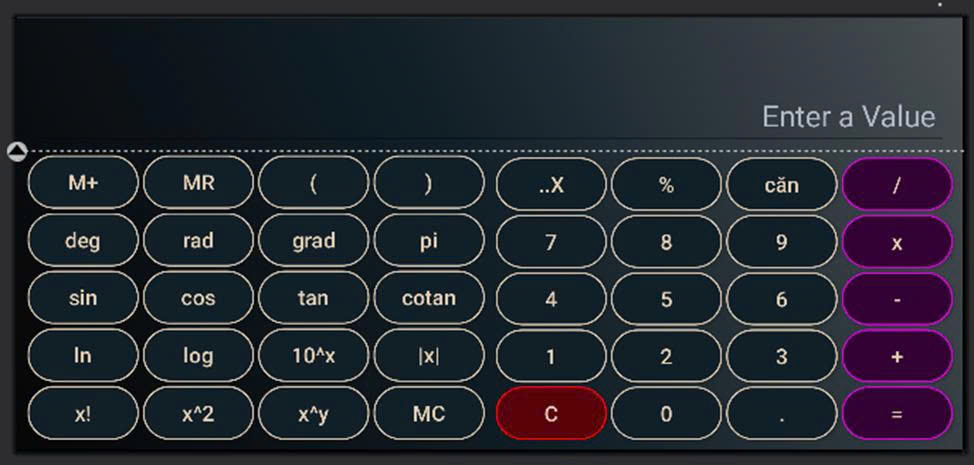 Enter a Value
M+ MR ( ) ..X % căn /
deg rad grad pi 7 8 9 x
sin cos tan cotan 4 5 6 -
ln log 10^x |x| 1 2 3 +
x! x^2 x^y MC C 0 . =